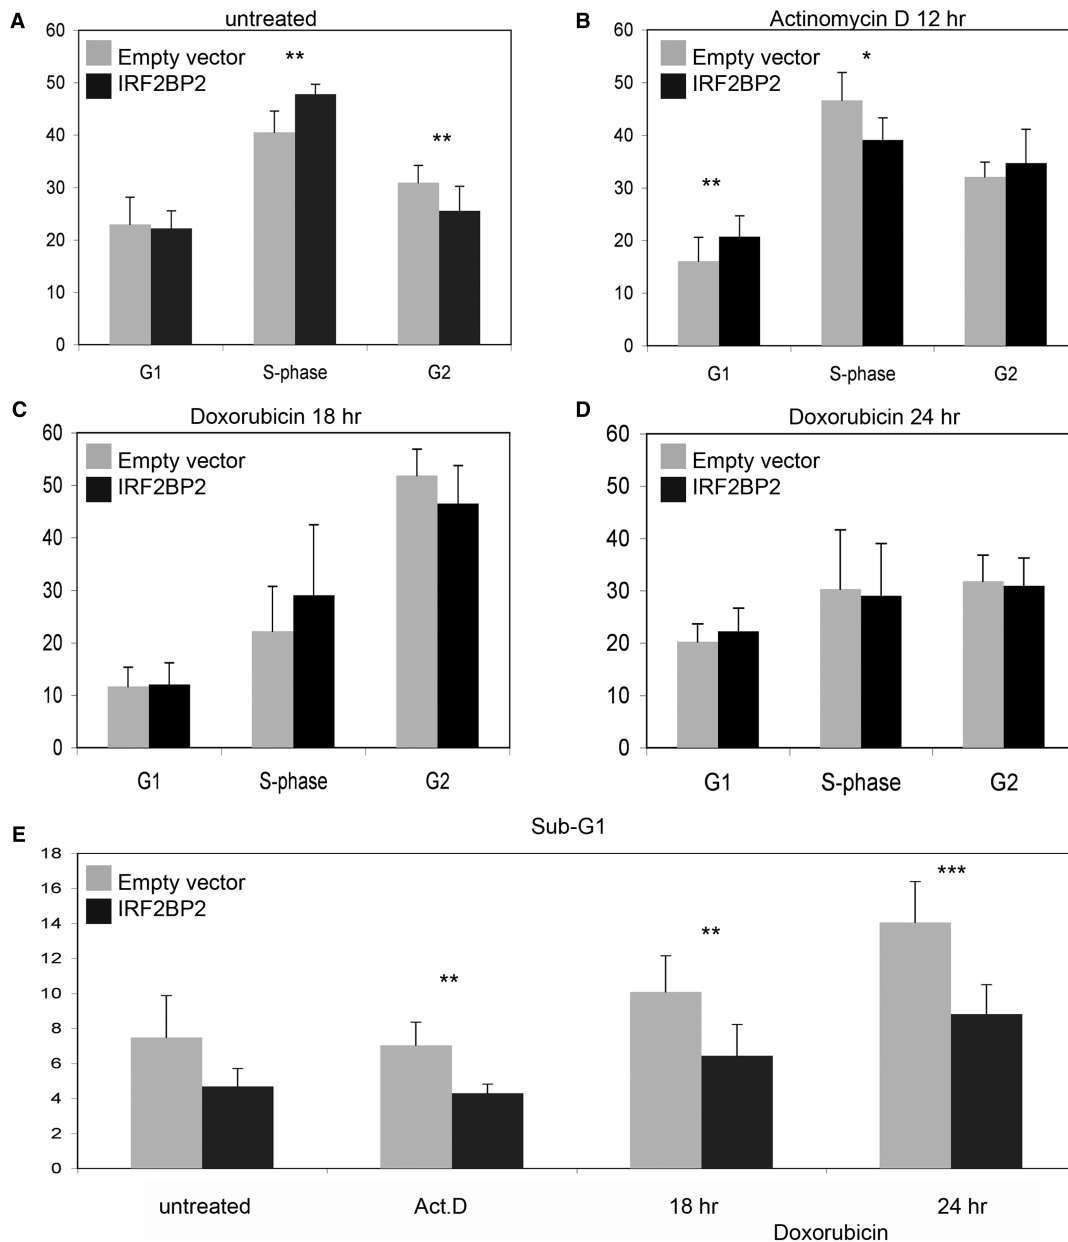 A
untreated
60
50
40
30
20
10
0
Empty vector
IRF2BP2
**
**
G1 S-phase G2
B
Actinomycin D 12 hr
60
50
40
30
20
10
0
Empty vector
IRF2BP2
*
**
G1 S-phase G2
C
Doxorubicin 18 hr
60
50
40
30
20
10
0
Empty vector
IRF2BP2
G1 S-phase G2
D
Doxorubicin 24 hr
60
50
40
30
20
10
0
Empty vector
IRF2BP2
G1 S-phase G2
E
Sub-G1
18
16
14
12
10
8
6
4
2
0
Empty vector
IRF2BP2
***
**
**
untreated Act.D 18 hr 24 hr
Doxorubicin